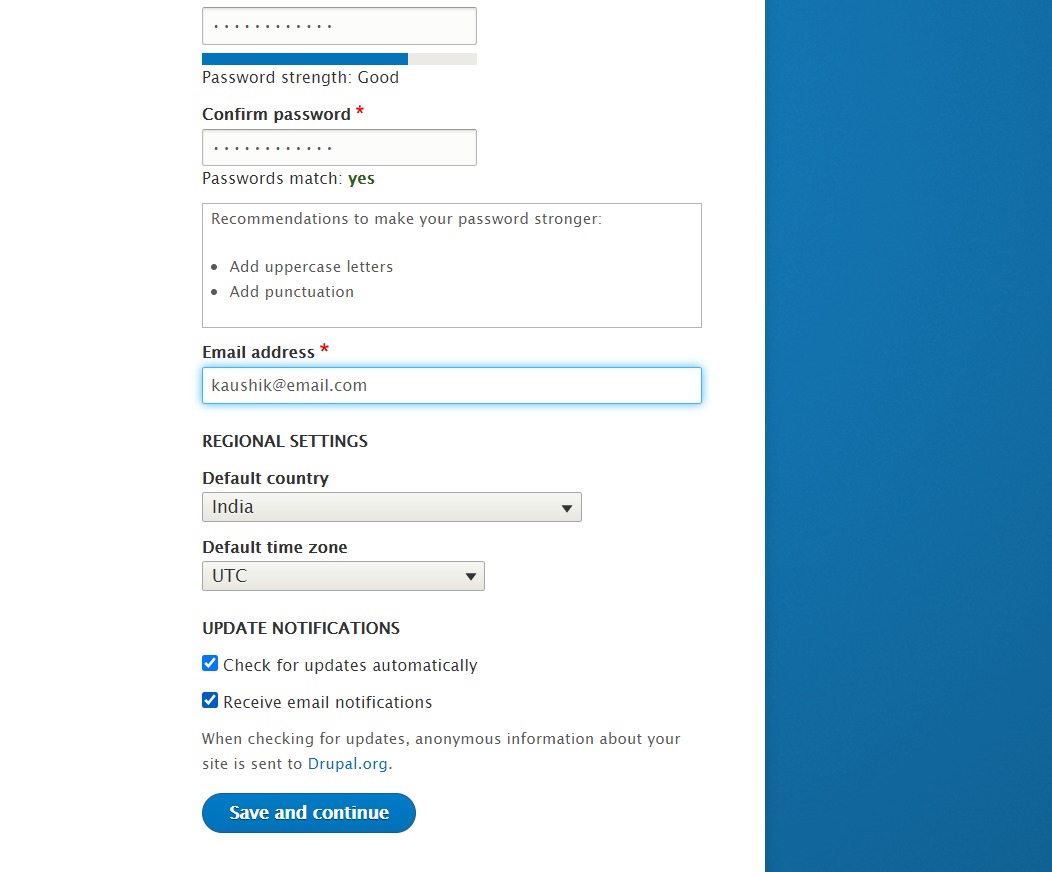 Password strength: Good
Confirm password *
Passwords match: yes
Recommendations to make your password stronger:
Add uppercase letters
Add punctuation
Email address *
kaushik@email.com
REGIONAL SETTINGS
Default country
India
Default time zone
UTC
UPDATE NOTIFICATIONS
Check for updates automatically
Receive email notifications
When checking for updates, anonymous information about your
site is sent to Drupal.org.
Save and continue